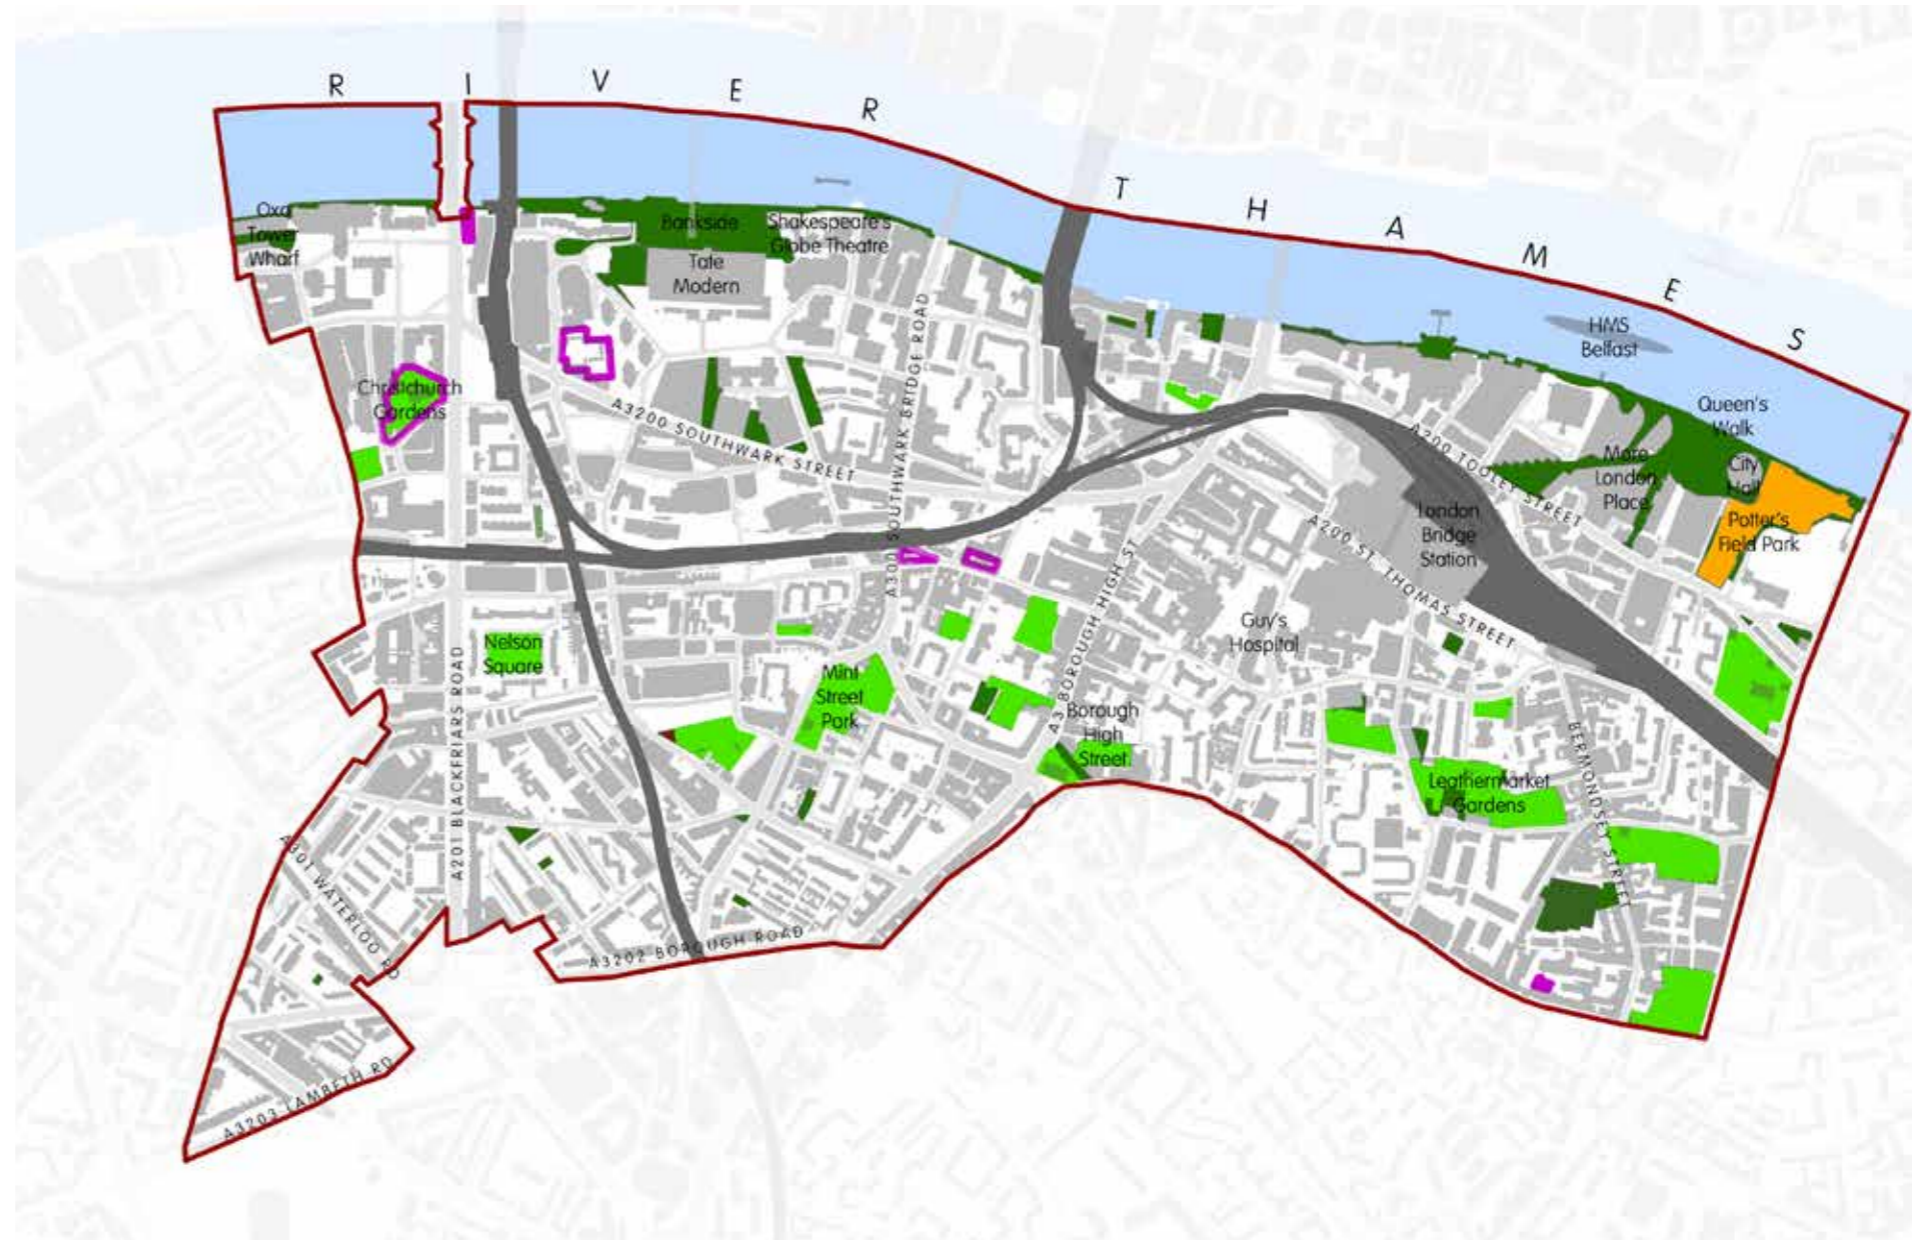 RIVER THAMES
Oxo
Tower
Wharf
Bankside
Shakespeare's
Globe Theatre
Tate
Modern
HMS
Belfast
Christchurch
Gardens
A3200 SOUTHWARK STREET
A300 SOUTHWARK BRIDGE ROAD
A200 TOOLEY STREET
Queen's
Walk
More
London
Place
City
Hall
Potter's
Field Park
London
Bridge
Station
A200 ST. THOMAS STREET
Guy's
Hospital
A3 BOROUGH HIGH ST
Nelson
Square
Mint
Street
Park
Borough
High
Street
A201 BLACKFRIARS ROAD
Leathermarket
Gardens
BERMONDSEY STREET
A301 WATERLOO RD
A3202 BOROUGH ROAD
A3203 LAMBETH RD